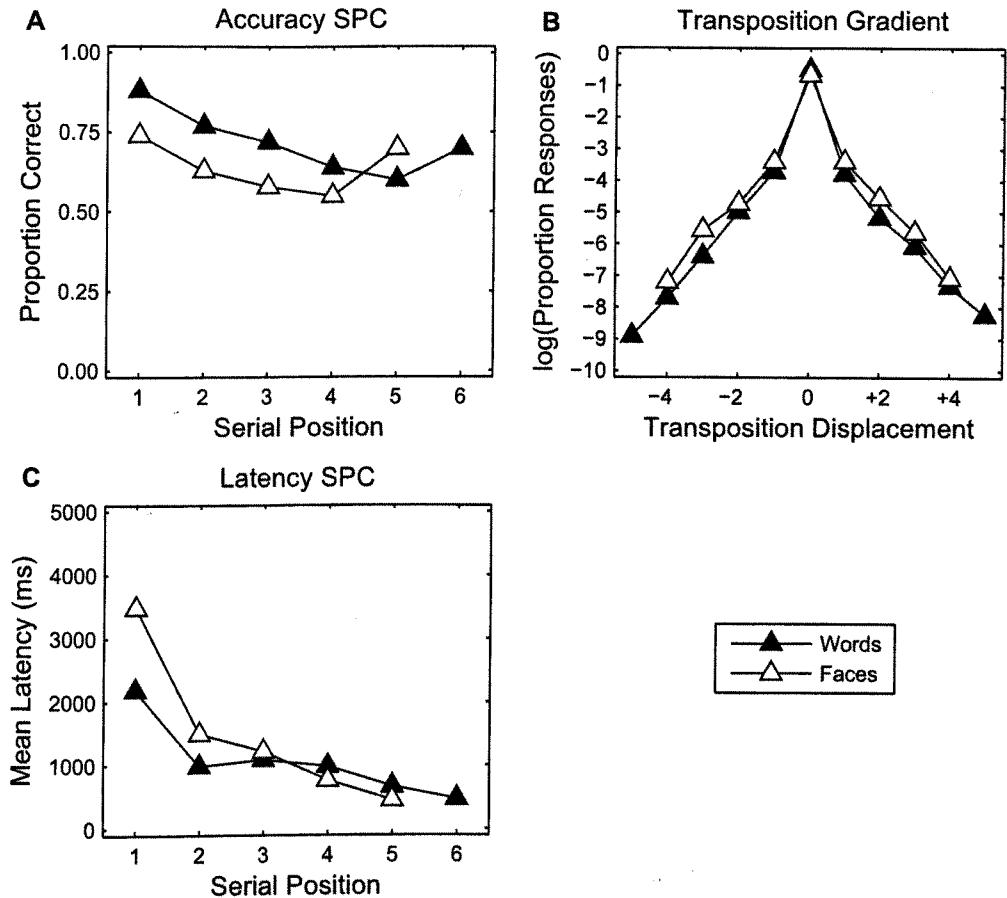 A
Accuracy SPC
1.00
0.75
0.50
0.25
0.00
Proportion Correct
1 2 3 4 5 6
Serial Position
B
Transposition Gradient
0
−1
−2
−3
−4
−5
−6
−7
−8
−9
−10
log(Proportion Responses)
−4 −2 0 +2 +4
Transposition Displacement
C
Latency SPC
5000
4000
3000
2000
1000
0
Mean Latency (ms)
1 2 3 4 5 6
Serial Position
Words
Faces